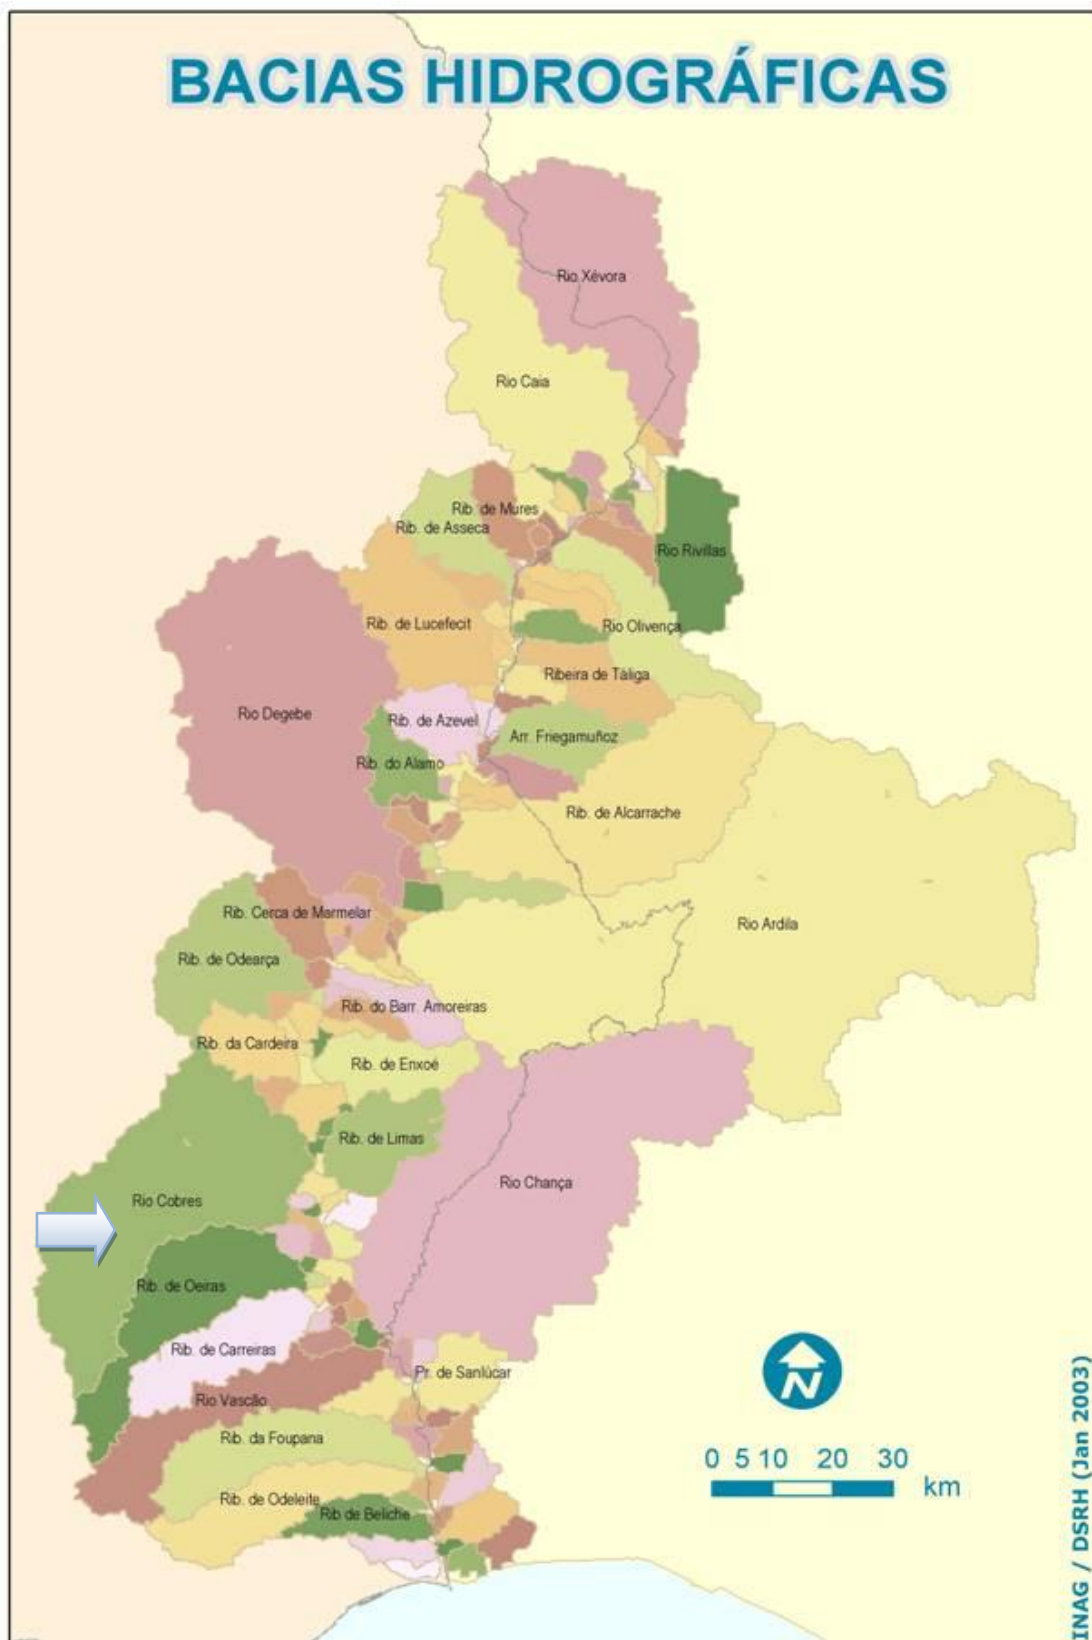 BACIAS HIDROGRÁFICAS
Rio Xévora
Rio Caia
Rib. de Mures
Rib. de Asseca
Rio Rivillas
Rib. de Lucefecit
Rio Olivença
Ribeira de Táliga
Rio Degebe
Rib. de Azevel
Arr. Friegamuñoz
Rib. do Alamo
Rib. de Alcarrache
Rib. Cerca de Marmelar
Rio Ardila
Rib. de Odearça
Rib. do Barr. Amoreiras
Rib. da Cardeira
Rib. de Enxoé
Rib. de Limas
Rio Chança
Rio Cobres
Rib. de Oeiras
Rib. de Carreiras
Pr. de Sanlúcar
Rio Vascão
Rib. da Foupana
Rib. de Odeleite
Rib de Beliche
N
0 5 10 20 30
km
INAG / DSRH (Jan 2003)